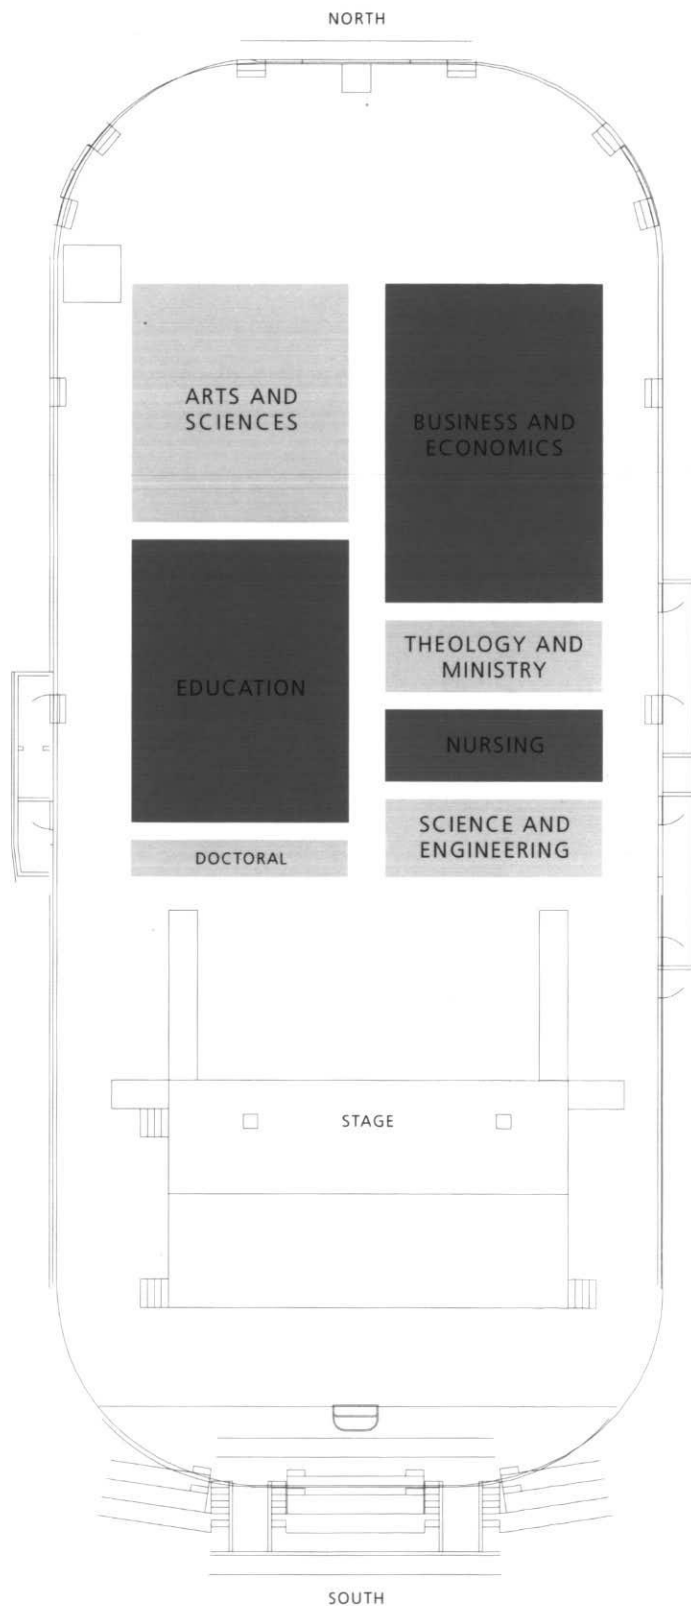 NORTH
ARTS AND
SCIENCES
BUSINESS AND
ECONOMICS
EDUCATION
THEOLOGY AND
MINISTRY
NURSING
DOCTORAL
SCIENCE AND
ENGINEERING
STAGE
SOUTH